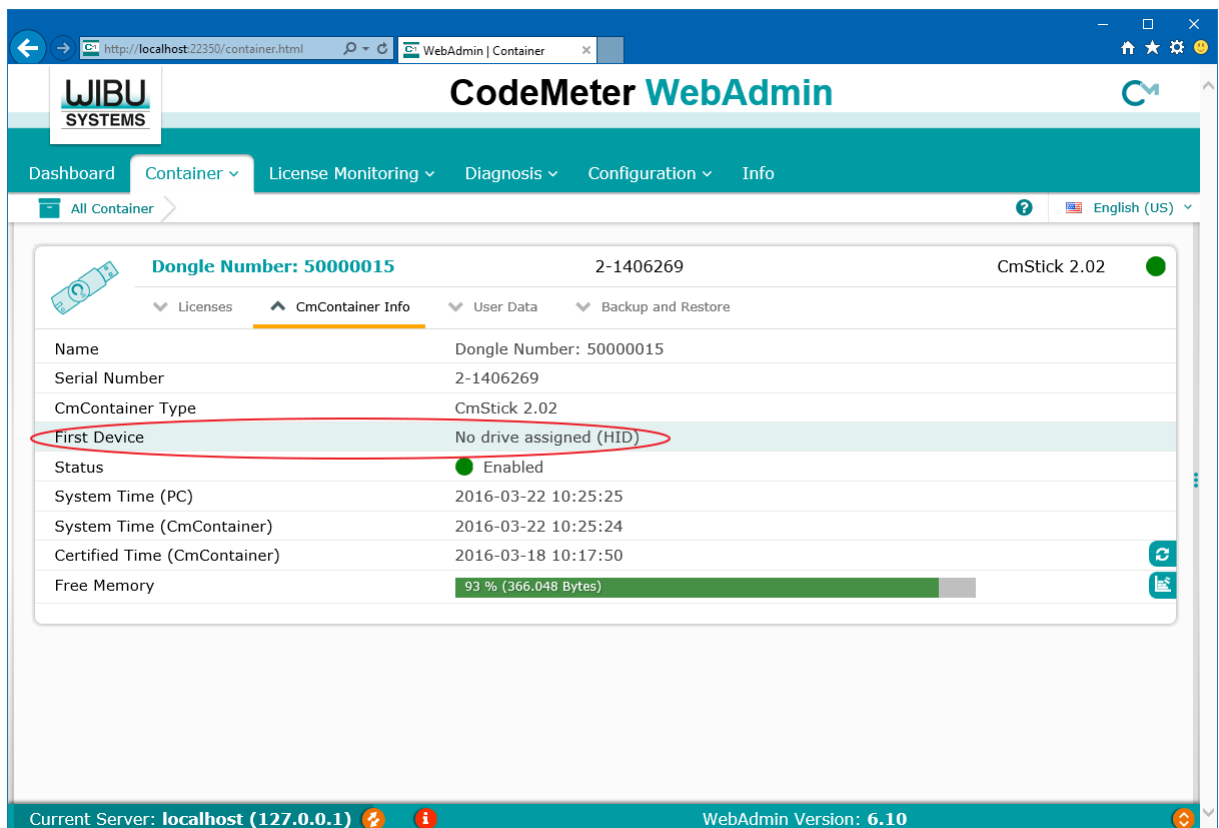 http://localhost:22350/container.html
WebAdmin | Container
WIBU
SYSTEMS
CodeMeter WebAdmin
Dashboard Container License Monitoring Diagnosis Configuration Info
All Container
English (US)
Dongle Number: 50000015 2-1406269 CmStick 2.02
Licenses CmContainer Info User Data Backup and Restore
Name Dongle Number: 50000015
Serial Number 2-1406269
CmContainer Type CmStick 2.02
First Device No drive assigned (HID)
Status Enabled
System Time (PC) 2016-03-22 10:25:25
System Time (CmContainer) 2016-03-22 10:25:24
Certified Time (CmContainer) 2016-03-18 10:17:50
Free Memory 93 % (366.048 Bytes)
Current Server: localhost (127.0.0.1) WebAdmin Version: 6.10